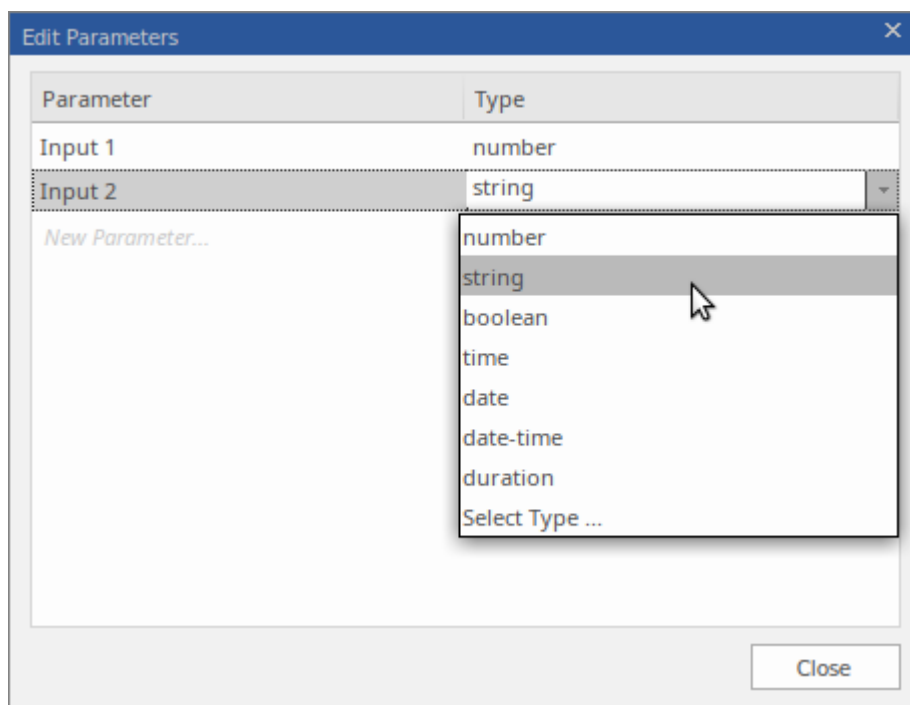 Edit Parameters
Parameter Type
Input 1 number
Input 2 string
New Parameter...
number
string
boolean
time
date
date-time
duration
Select Type ...
Close